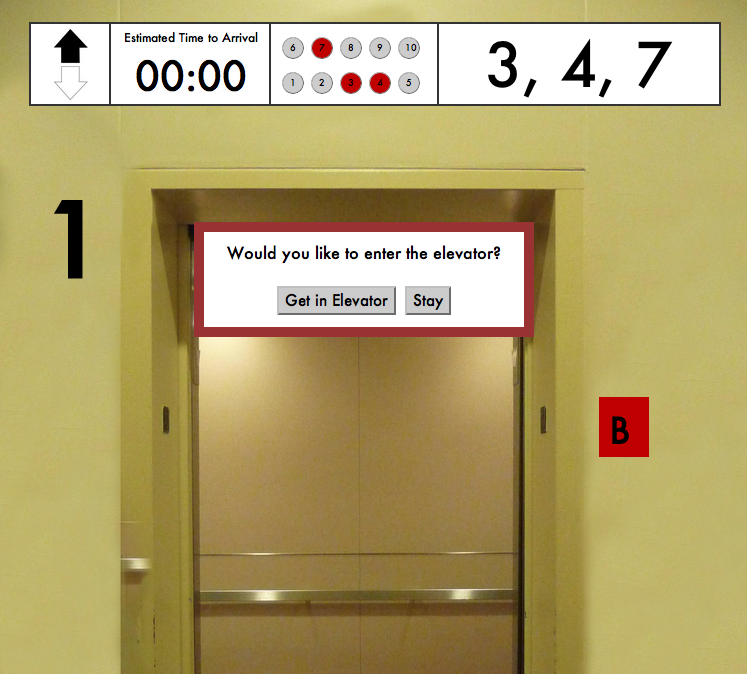 Estimated Time to Arrival
00:00
6 7 8 9 10
1 2 3 4 5
3, 4, 7
1
Would you like to enter the elevator?
Get in Elevator Stay
B